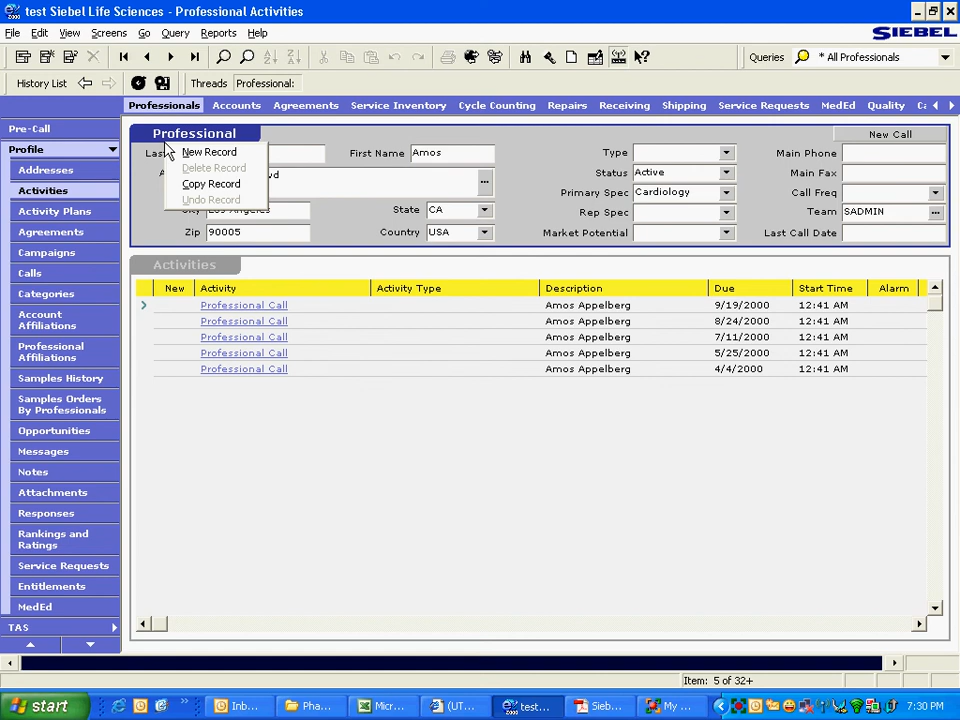 test Siebel Life Sciences - Professional Activities
File Edit View Screens Go Query Reports Help
SIEBEL
Queries * All Professionals
History List Threads Professional:
Professionals Accounts Agreements Service Inventory Cycle Counting Repairs Receiving Shipping Service Requests MedEd Quality
Pre-Call
Profile
Addresses
Activities
Activity Plans
Agreements
Campaigns
Calls
Categories
Account
Affiliations
Professional
Affiliations
Samples History
Samples Orders
By Professionals
Opportunities
Messages
Notes
Attachments
Responses
Rankings and
Ratings
Service Requests
Entitlements
MedEd
TAS
Professional
New Call
New Record
Delete Record
Copy Record
Undo Record
First Name Amos Type Main Phone
Status Active Main Fax
Primary Spec Cardiology Call Freq
State CA Rep Spec Team SADMIN
Zip 90005 Country USA Market Potential Last Call Date
Activities
New Activity Activity Type Description Due Start Time Alarm
Professional Call Amos Appelberg 9/19/2000 12:41 AM
Professional Call Amos Appelberg 8/24/2000 12:41 AM
Professional Call Amos Appelberg 7/11/2000 12:41 AM
Professional Call Amos Appelberg 5/25/2000 12:41 AM
Professional Call Amos Appelberg 4/4/2000 12:41 AM
Item: 5 of 32+
start Inb... Pha... Micr... (UT... test... Sieb... My ... 7:30 PM